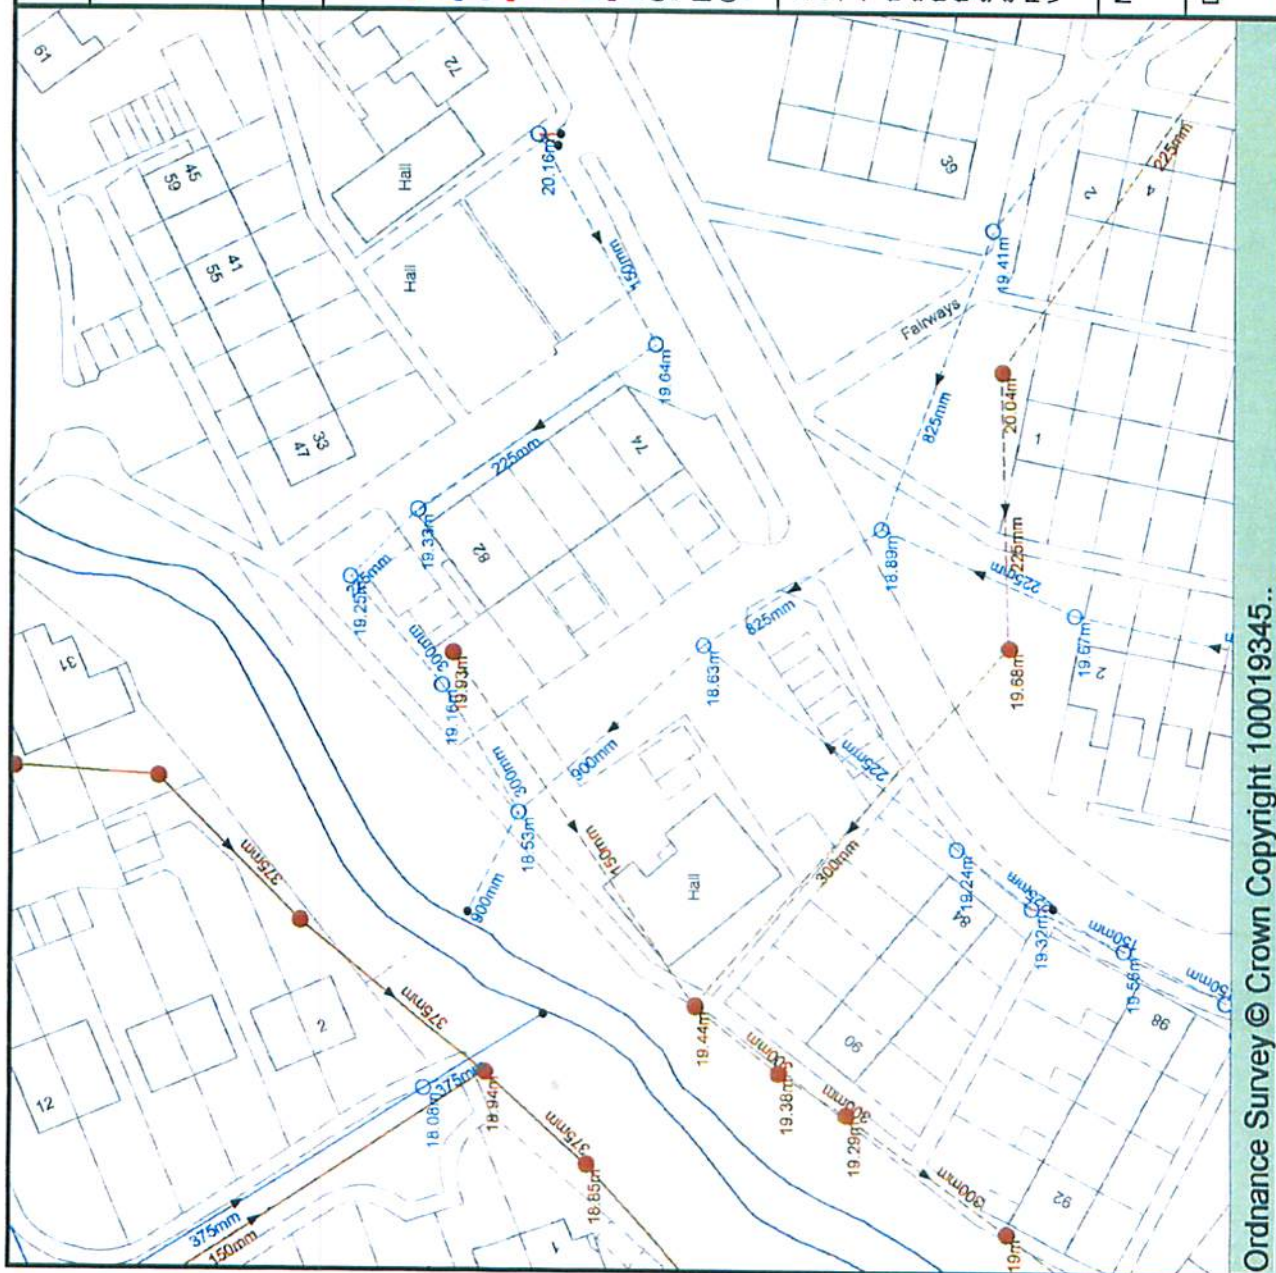 61
72
Hall
59
45
55
41
Hall
20.16m
150mm
39
2
4
225mm
19.41m
Fairways
47
33
19.64m
74
225mm
825mm
20.04m
1
82
19.33m
19.25m
300mm
19.93m
19.16m
18.89m
225mm
225mm
825mm
18.63m
19.67m
2
19.68m
31
900mm
300mm
18.53m
225mm
375mm
150mm
300mm
Hall
900mm
19.24m
84
19.32m
225mm
150mm
19.58m
12
2
375mm
19.44m
90
98
375mm
18.08m
18.94m
300mm
19.38m
300mm
19.29m
375mm
18.85m
92
300mm
19m
375mm
150mm
1
Ordnance Survey © Crown Copyright 100019345..